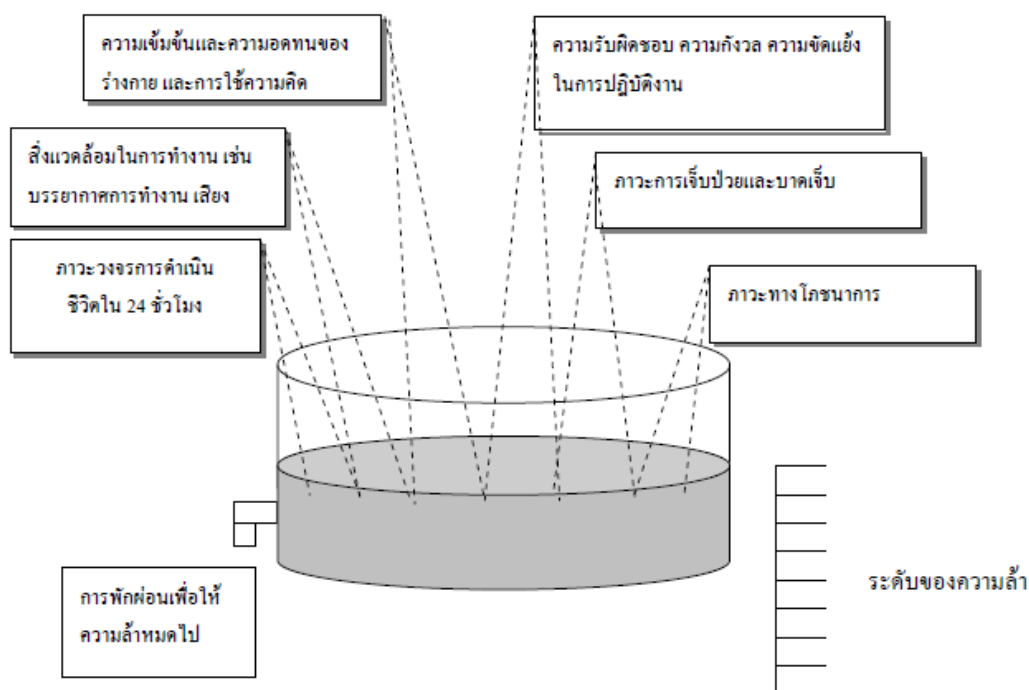 ความเข้มข้นและความอดทนของ
ร่างกาย และการใช้ความคิด
ความรับผิดชอบ ความกังวล ความขัดแย้ง
ในการปฏิบัติงาน
สิ่งแวดล้อมในการทำงาน เช่น
บรรยากาศการทำงาน เสียง
ภาวะการเจ็บป่วยและบาดเจ็บ
ภาวะวงจรการดำเนิน
ชีวิตใน 24 ชั่วโมง
ภาวะทางโภชนาการ
ระดับของความล้า
การพักผ่อนเพื่อให้
ความล้าหมดไป